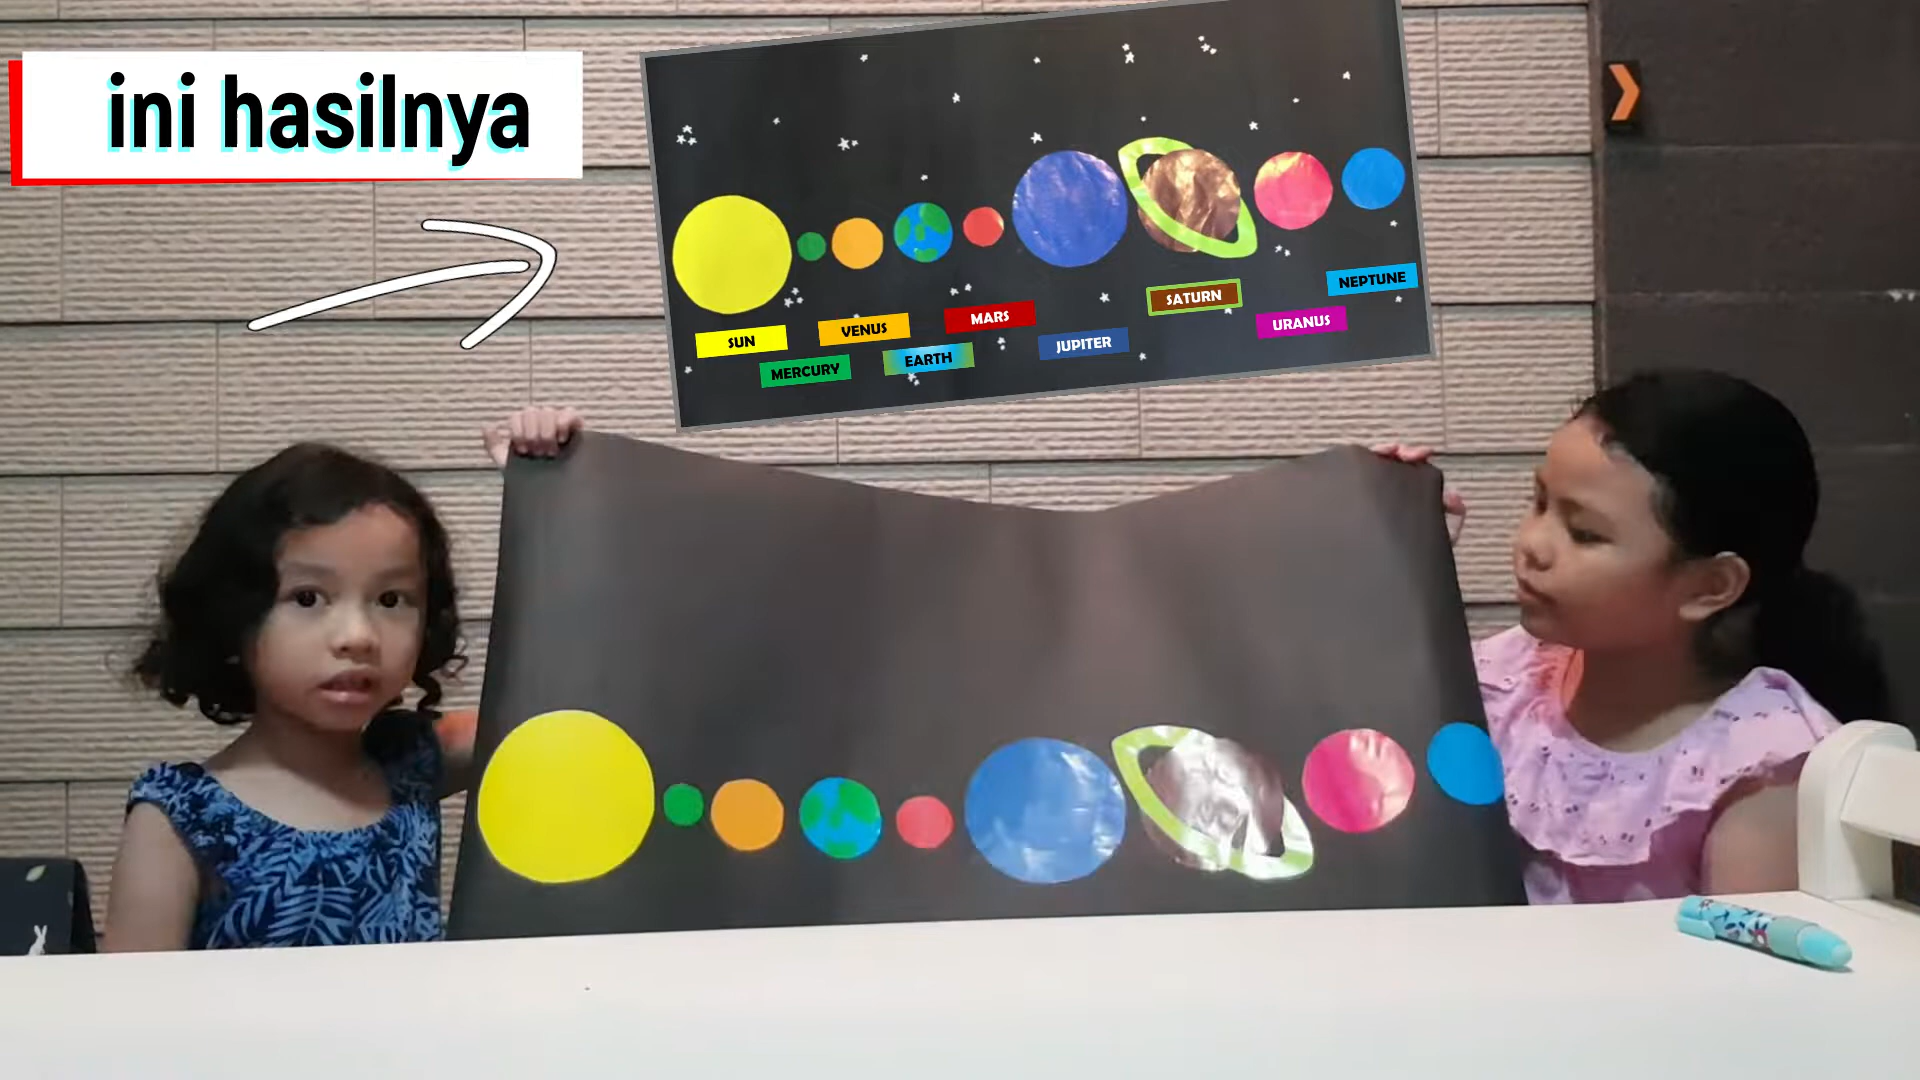 ini hasilnya
SUN
MERCURY
VENUS
EARTH
MARS
JUPITER
SATURN
URANUS
NEPTUNE